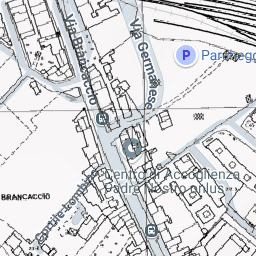 Via Brancaccio
Via Germanese
P
Parcheggio
Centro di Accoglienza
Padre Nostro onlus
BRANCACCIO